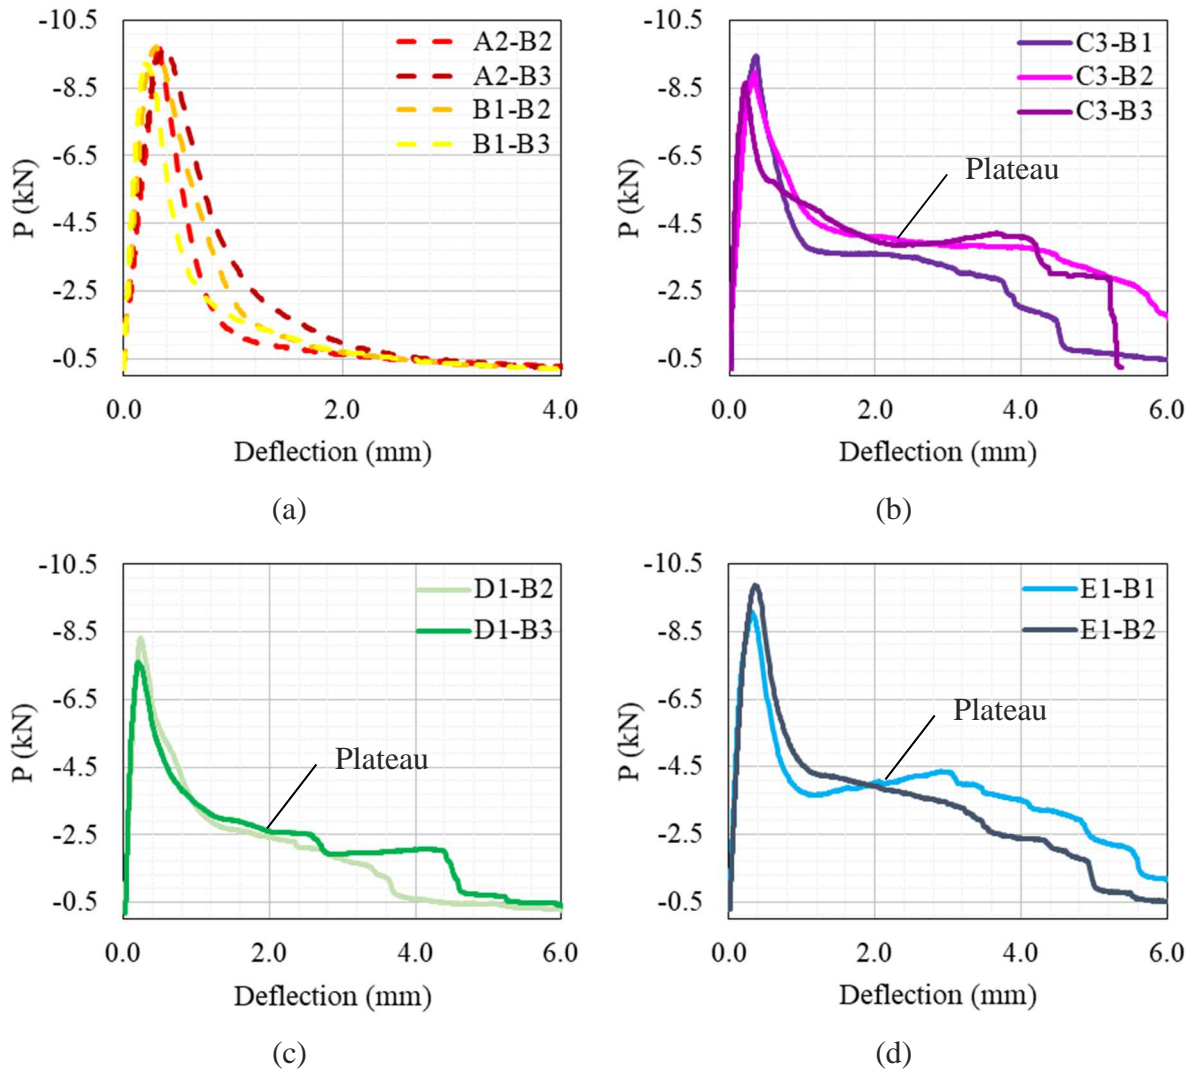 -10.5
-8.5
-6.5
-4.5
-2.5
-0.5
P (kN)
A2-B2
A2-B3
B1-B2
B1-B3
0.0 2.0 4.0
Deflection (mm)
(a)
-10.5
-8.5
-6.5
-4.5
-2.5
-0.5
P (kN)
C3-B1
C3-B2
C3-B3
Plateau
0.0 2.0 4.0 6.0
Deflection (mm)
(b)
-10.5
-8.5
-6.5
-4.5
-2.5
-0.5
P (kN)
D1-B2
D1-B3
Plateau
0.0 2.0 4.0 6.0
Deflection (mm)
(c)
-10.5
-8.5
-6.5
-4.5
-2.5
-0.5
P (kN)
E1-B1
E1-B2
Plateau
0.0 2.0 4.0 6.0
Deflection (mm)
(d)